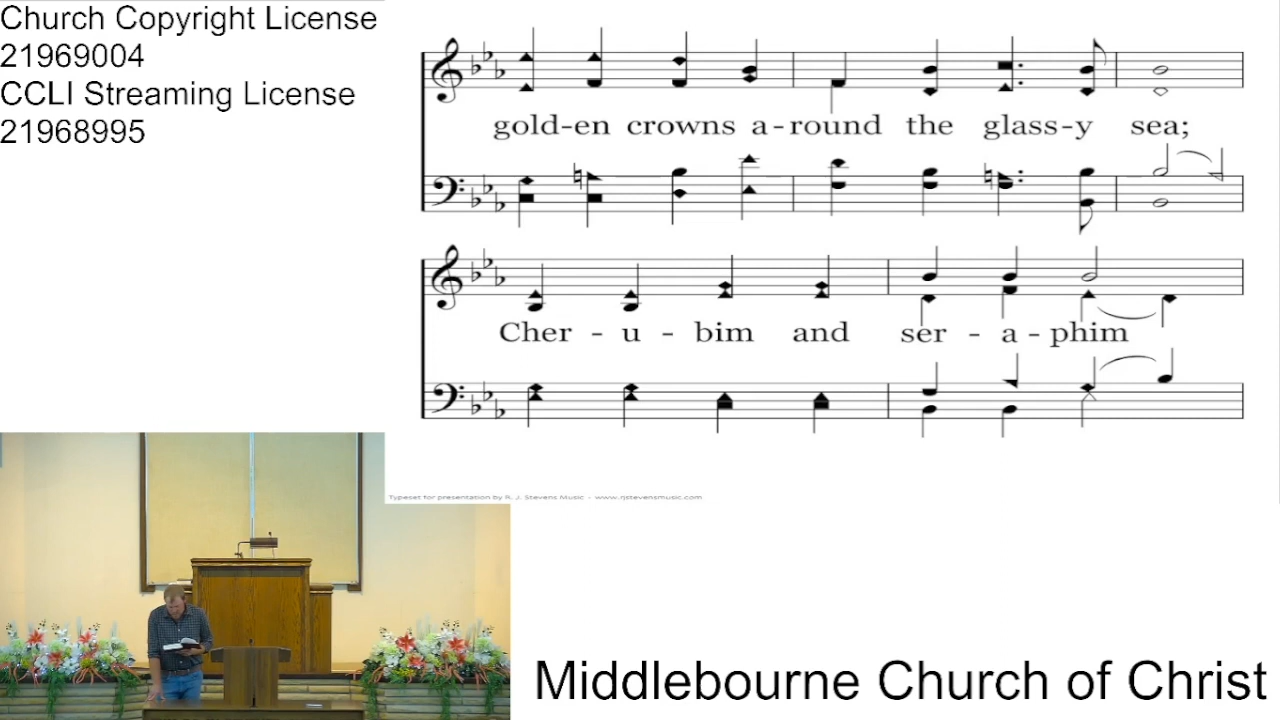 Church Copyright License
21969004
CCLI Streaming License
21968995
gold-en crowns a-round the glass-y sea;
Cher - u - bim and ser - a - phim
Typeset for presentation by R. J. Stevens Music - www.rjstevensmusic.com
Middlebourne Church of Christ